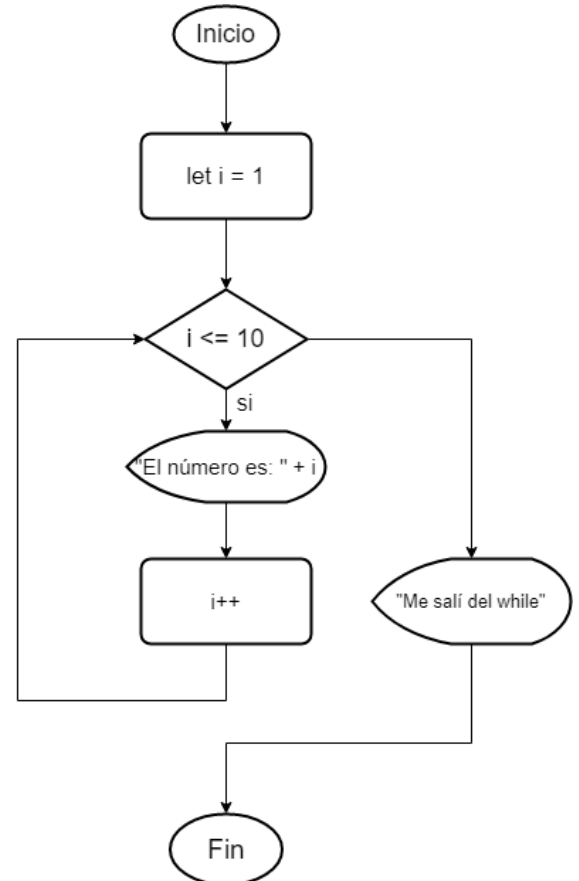 Inicio
let i = 1
i <= 10
si
"El número es: " + i
i++
"Me salí del while"
Fin